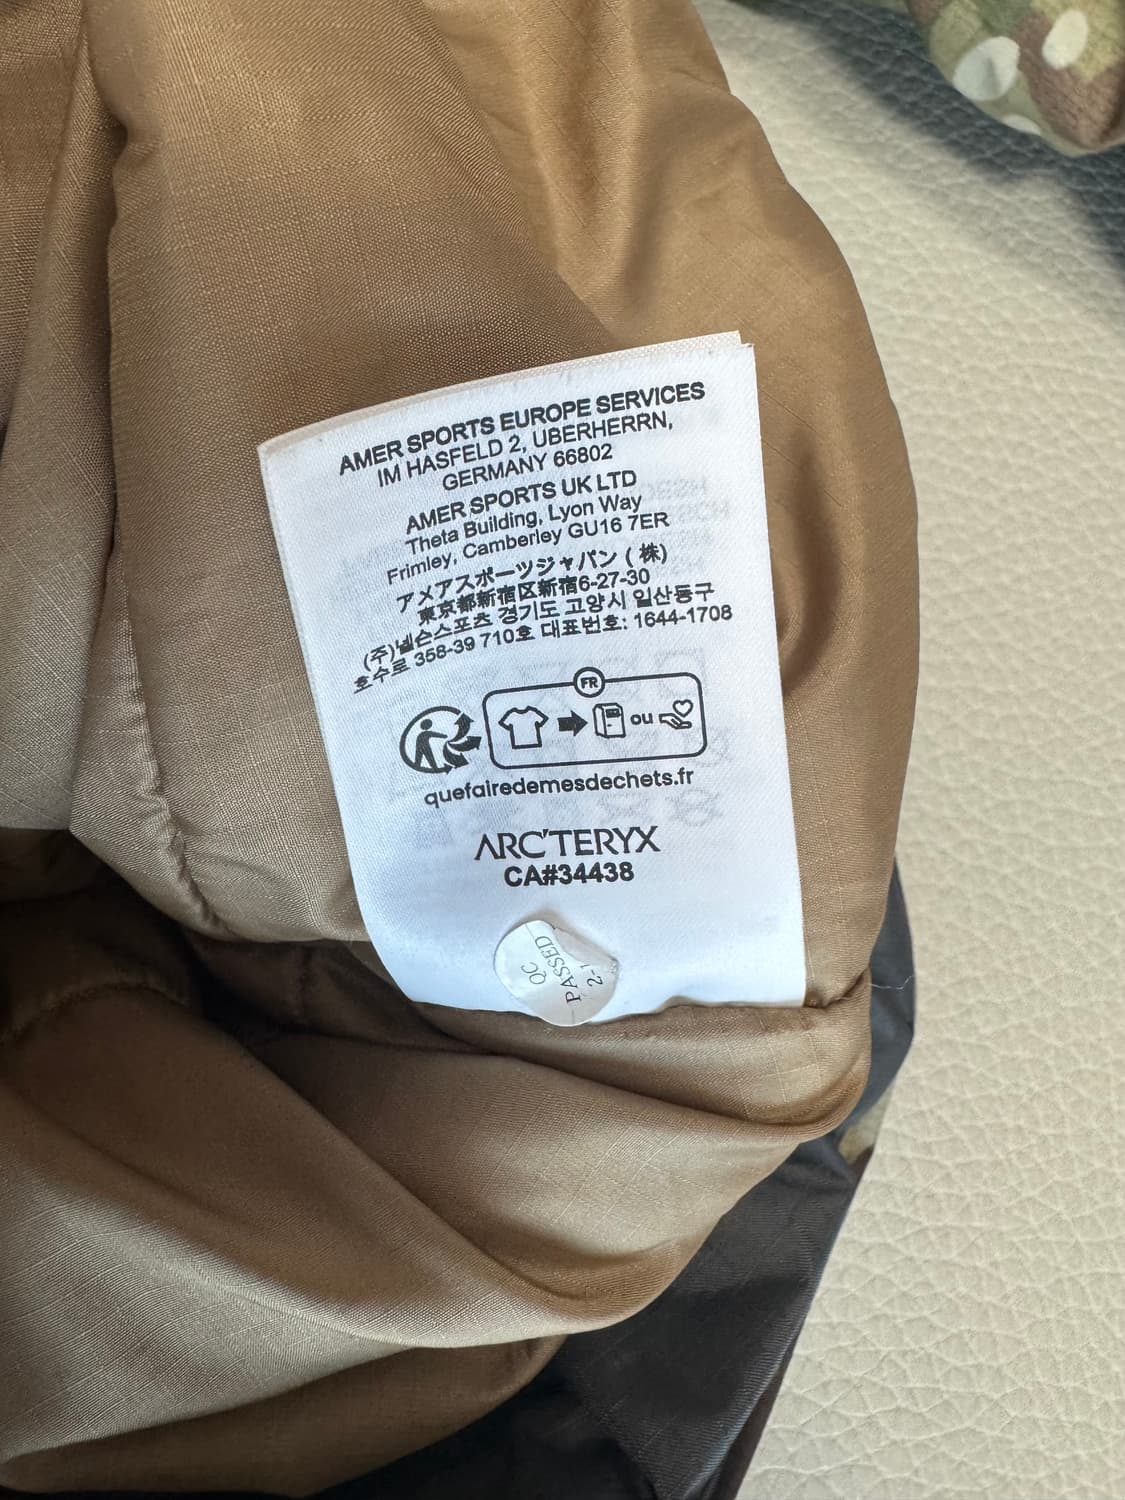 AMER SPORTS EUROPE SERVICES
IM HASFELD 2, UBERHERRN,
GERMANY 66802
AMER SPORTS UK LTD
Theta Building, Lyon Way
Frimley, Camberley GU16 7ER
アメアスポーツジャパン(株)
東京都新宿区新宿6-27-30
(주)넬슨스포츠 경기도 고양시 일산동구
호수로 358-39 710호 대표번호: 1644-1708
FR
ou
quefairedemesdechets.fr
ARC'TERYX
CA#34438
QC
PASSED